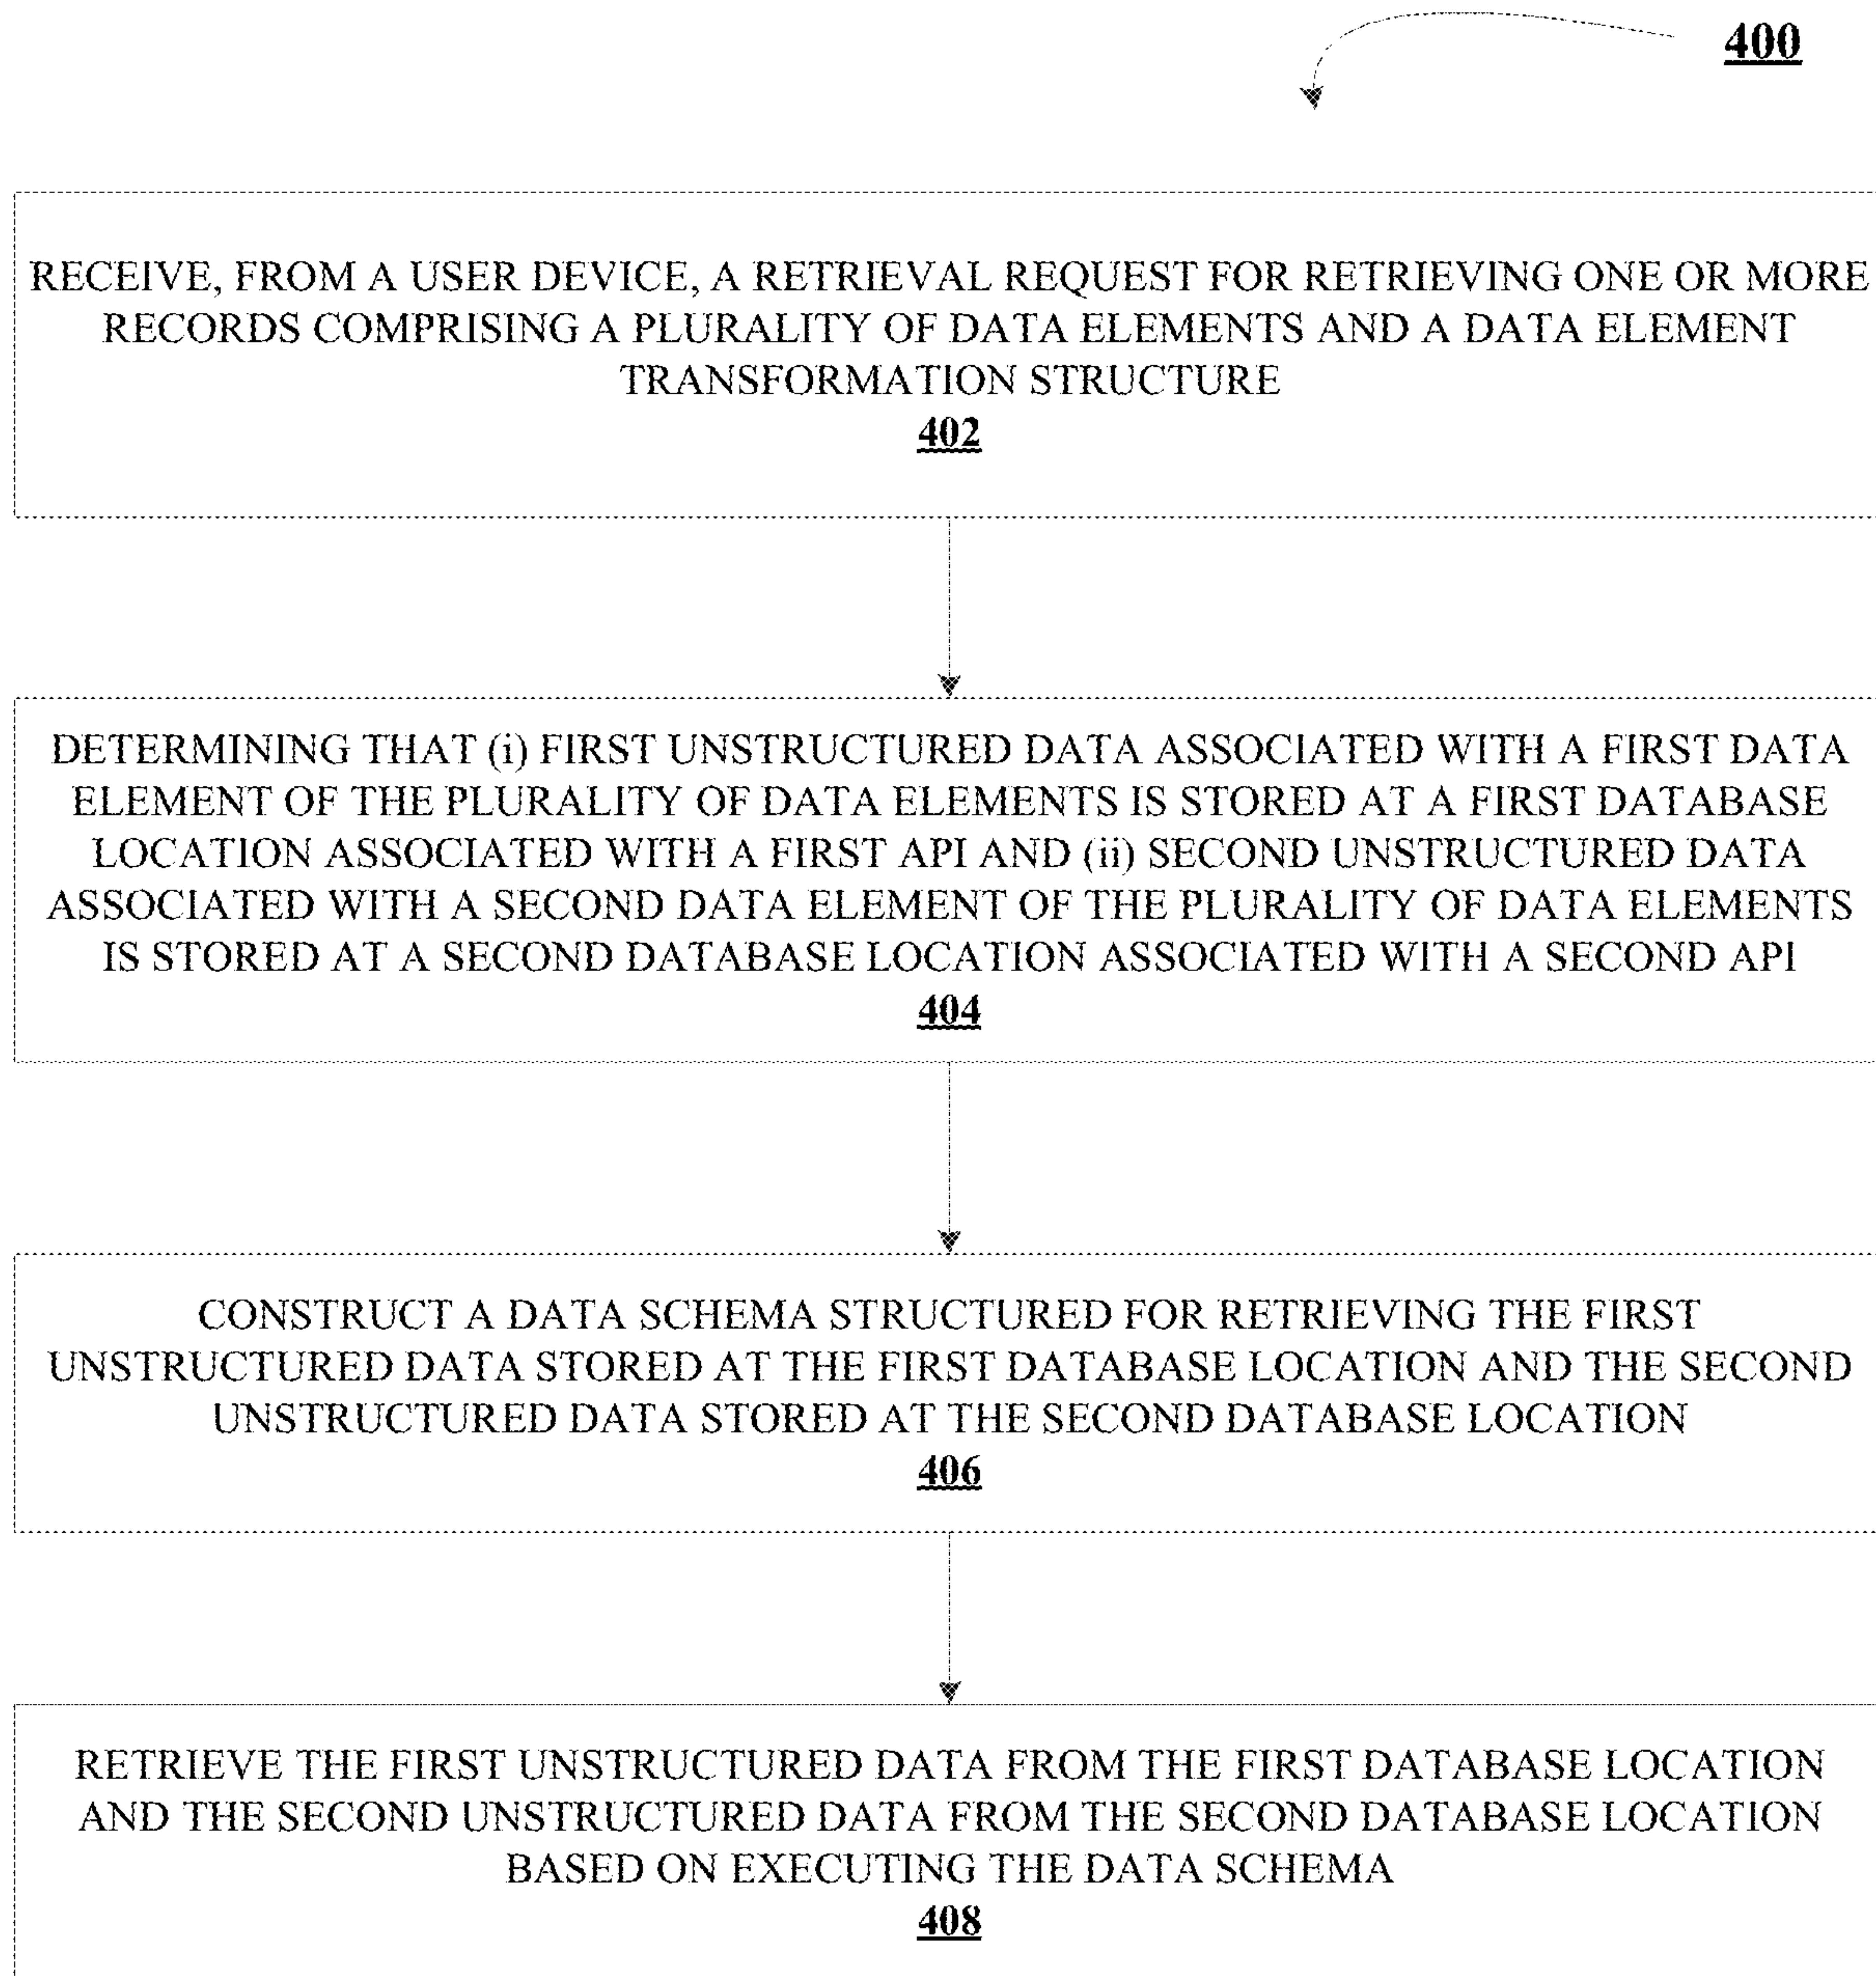 400
RECEIVE, FROM A USER DEVICE, A RETRIEVAL REQUEST FOR RETRIEVING ONE OR MORE
RECORDS COMPRISING A PLURALITY OF DATA ELEMENTS AND A DATA ELEMENT
TRANSFORMATION STRUCTURE
402
DETERMINING THAT (i) FIRST UNSTRUCTURED DATA ASSOCIATED WITH A FIRST DATA
ELEMENT OF THE PLURALITY OF DATA ELEMENTS IS STORED AT A FIRST DATABASE
LOCATION ASSOCIATED WITH A FIRST API AND (ii) SECOND UNSTRUCTURED DATA
ASSOCIATED WITH A SECOND DATA ELEMENT OF THE PLURALITY OF DATA ELEMENTS
IS STORED AT A SECOND DATABASE LOCATION ASSOCIATED WITH A SECOND API
404
CONSTRUCT A DATA SCHEMA STRUCTURED FOR RETRIEVING THE FIRST
UNSTRUCTURED DATA STORED AT THE FIRST DATABASE LOCATION AND THE SECOND
UNSTRUCTURED DATA STORED AT THE SECOND DATABASE LOCATION
406
RETRIEVE THE FIRST UNSTRUCTURED DATA FROM THE FIRST DATABASE LOCATION
AND THE SECOND UNSTRUCTURED DATA FROM THE SECOND DATABASE LOCATION
BASED ON EXECUTING THE DATA SCHEMA
408